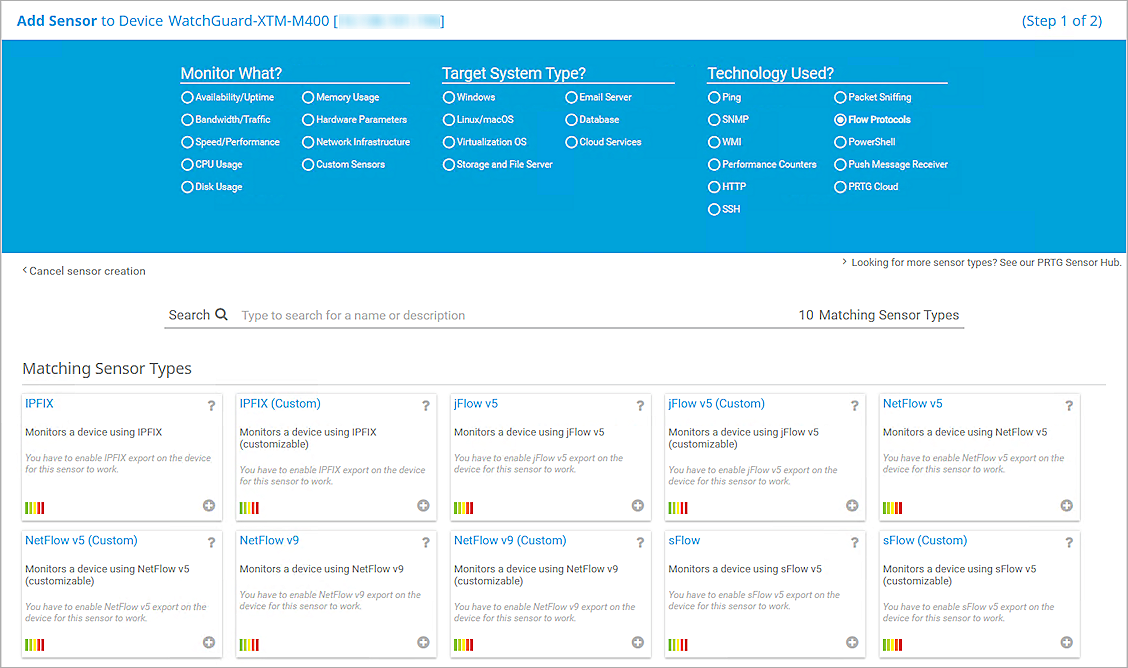 Add Sensor to Device WatchGuard-XTM-M400 [ ]
(Step 1 of 2)
Monitor What?
Availability/Uptime
Bandwidth/Traffic
Speed/Performance
CPU Usage
Disk Usage
Memory Usage
Hardware Parameters
Network Infrastructure
Custom Sensors
Target System Type?
Windows
Linux/macOS
Virtualization OS
Storage and File Server
Email Server
Database
Cloud Services
Technology Used?
Ping
SNMP
WMI
Performance Counters
HTTP
SSH
Packet Sniffing
Flow Protocols
PowerShell
Push Message Receiver
PRTG Cloud
Cancel sensor creation
Looking for more sensor types? See our PRTG Sensor Hub.
Search
Type to search for a name or description
10 Matching Sensor Types
Matching Sensor Types
IPFIX
?
Monitors a device using IPFIX
You have to enable IPFIX export on the device
for this sensor to work.
IPFIX (Custom)
?
Monitors a device using IPFIX
(customizable)
You have to enable IPFIX export on the device
for this sensor to work.
jFlow v5
?
Monitors a device using jFlow v5
You have to enable jFlow v5 export on the
device for this sensor to work.
jFlow v5 (Custom)
?
Monitors a device using jFlow v5
(customizable)
You have to enable jFlow v5 export on the
device for this sensor to work.
NetFlow v5
?
Monitors a device using NetFlow v5
You have to enable NetFlow v5 export on the
device for this sensor to work.
NetFlow v5 (Custom)
?
Monitors a device using NetFlow v5
(customizable)
You have to enable NetFlow v5 export on the
device for this sensor to work.
NetFlow v9
?
Monitors a device using NetFlow v9
You have to enable NetFlow v9 export on the
device for this sensor to work.
NetFlow v9 (Custom)
?
Monitors a device using NetFlow v9
(customizable)
You have to enable NetFlow v9 export on the
device for this sensor to work.
sFlow
?
Monitors a device using sFlow v5
You have to enable sFlow v5 export on the
device for this sensor to work.
sFlow (Custom)
?
Monitors a device using sFlow v5
(customizable)
You have to enable sFlow v5 export on the
device for this sensor to work.